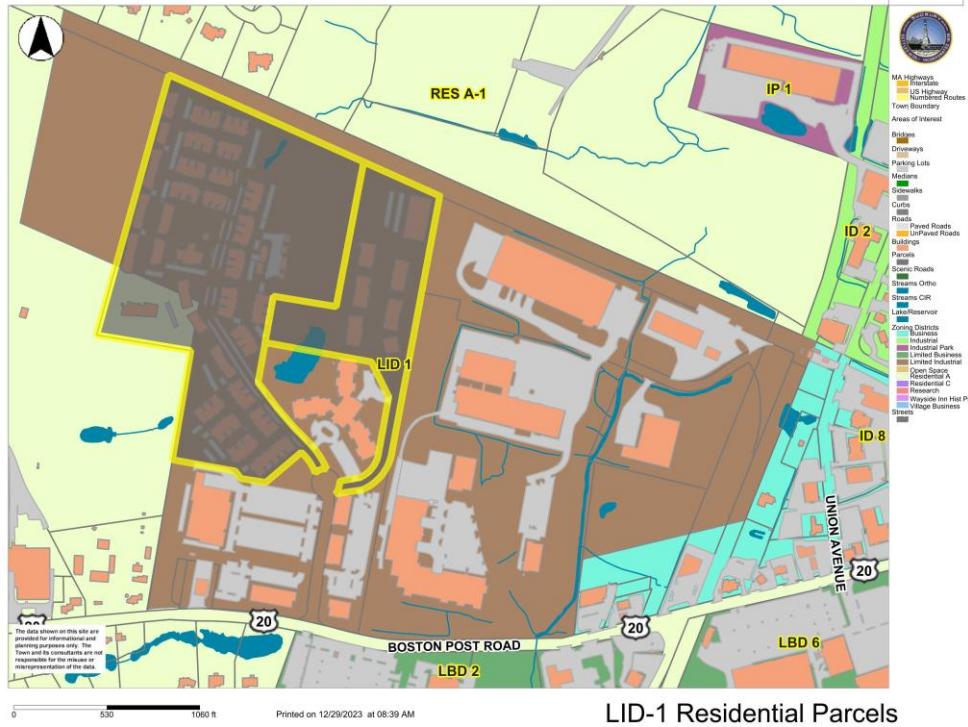 RES A-1
IP 1
ID 2
LID 1
ID 8
UNION AVENUE
20
20
20
20
BOSTON POST ROAD
LBD 2
LBD 6
The data shown on this site are
provided for informational and
planning purposes only. The
Town and its consultants are not
responsible for the misuse or
misrepresentation of the data.
MA Highways
Interstate
US Highway
Numbered Routes
Town Boundary
Areas of Interest
Bridges
Driveways
Parking Lots
Medians
Sidewalks
Curbs
Roads
Paved Roads
UnPaved Roads
Buildings
Parcels
Scenic Roads
Streams Ortho
Streams CIR
Lake/Reservoir
Zoning Districts
Business
Industrial
Industrial Park
Limited Business
Limited Industrial
Open Space
Residential A
Residential C
Research
Wayside Inn Hist P
Village Business
Streets
0 530 1060 ft
Printed on 12/29/2023 at 08:39 AM
LID-1 Residential Parcels